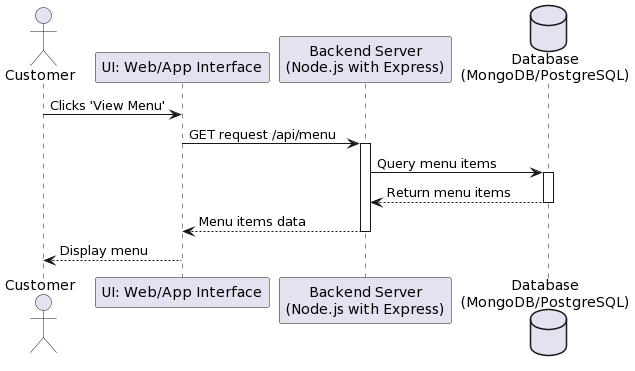 Customer
UI: Web/App Interface
Backend Server
(Node.js with Express)
Database
(MongoDB/PostgreSQL)
Clicks 'View Menu'
GET request /api/menu
Query menu items
Return menu items
Menu items data
Display menu
Customer
UI: Web/App Interface
Backend Server
(Node.js with Express)
Database
(MongoDB/PostgreSQL)